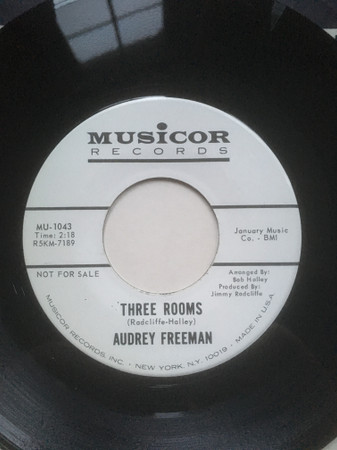 MUSICOR
RECORDS
MU-1043
Time: 2:18
R5KM-7189
January Music
Co. - BMI
NOT FOR SALE
Arranged By:
Bob Halley
Produced By:
Jimmy Radcliffe
THREE ROOMS
(Radcliffe-Halley)
AUDREY FREEMAN
MUSICOR RECORDS, INC. - NEW YORK, N.Y. 10019 - MADE IN U.S.A.